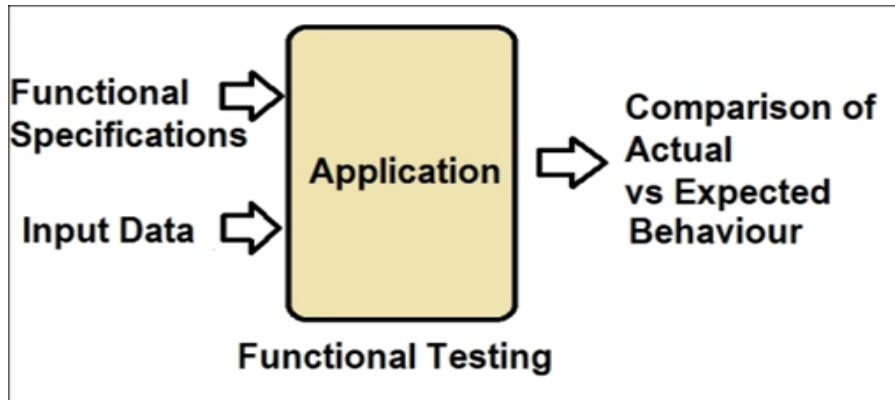 Functional
Specifications
Input Data
Application
Comparison of
Actual
vs Expected
Behaviour
Functional Testing